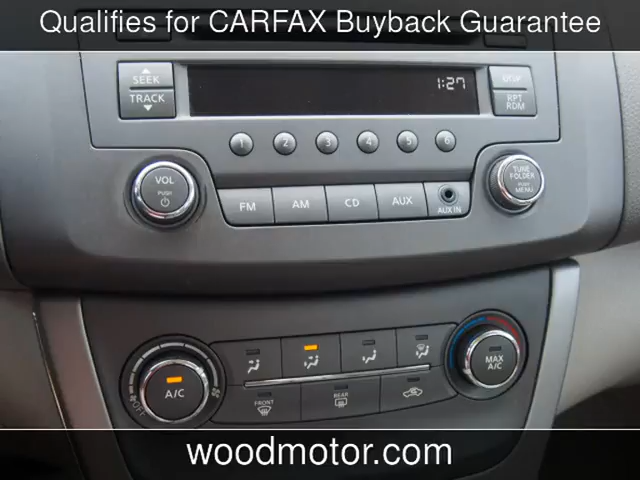 Qualifies for CARFAX Buyback Guarantee
SEEK
TRACK
1:27
DISP
RPT
RDM
1 2 3 4 5 6
VOL
PUSH
TUNE
FOLDER
PUSH
MENU
FM AM CD AUX
AUX IN
MAX
A/C
A/C
OFF
FRONT
REAR
woodmotor.com